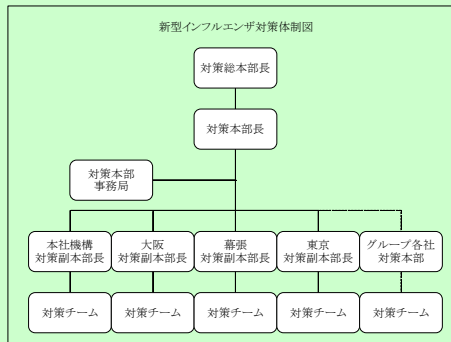 新型インフルエンザ対策体制図
対策総本部長
対策本部長
対策本部
事務局
本社機構
対策副本部長
大阪
対策副本部長
幕張
対策副本部長
東京
対策副本部長
グループ各社
対策本部
対策チーム
対策チーム
対策チーム
対策チーム
対策チーム